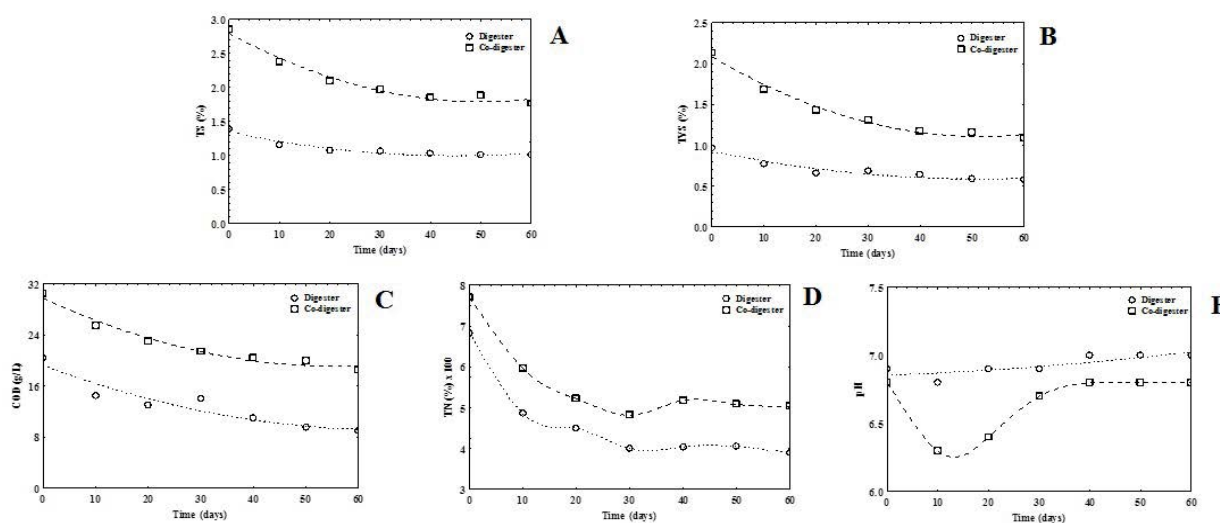 A
3.0
2.5
2.0
1.5
1.0
0.5
0.0
TS (%)
Digester
Co-digester
0 10 20 30 40 50 60
Time (days)
B
2.5
2.0
1.5
1.0
0.5
0.0
TVS (%)
Digester
Co-digester
0 10 20 30 40 50 60
Time (days)
C
32
24
16
8
0
COD (g/l)
Digester
Co-digester
0 10 20 30 40 50 60
Time (days)
D
8
7
6
5
4
3
TN (%) x 100
Digester
Co-digester
0 10 20 30 40 50 60
Time (days)
E
7.5
7.0
6.5
6.0
pH
Digester
Co-digester
0 10 20 30 40 50 60
Time (days)